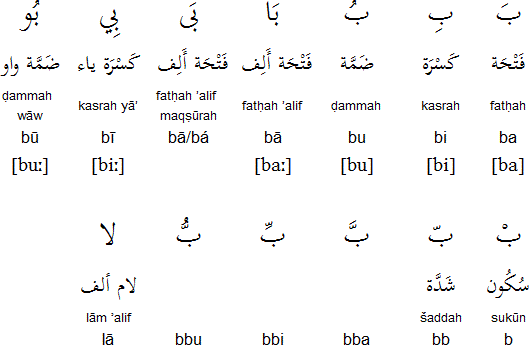 بَ بِ بُ بَا بَى بِي بُو
فَتْحَة كَسْرَة ضَمَّة فَتْحَة أَلِف فَتْحَة أَلِف كَسْرَة ياء ضَمَّة واو
ḍammah wāw kasrah yā’ fatḥah ’alif maqṣūrah fatḥah ’alif ḍammah kasrah fatḥah
bū bī bā/bá bā bu bi ba
[buː] [biː] [baː] [bu] [bi] [ba]
بْ بّ بَّ بِّ بُّ لا
سُكُون شَدَّة لام ألف
lām ’alif šaddah sukūn
lā bbu bbi bba bb b